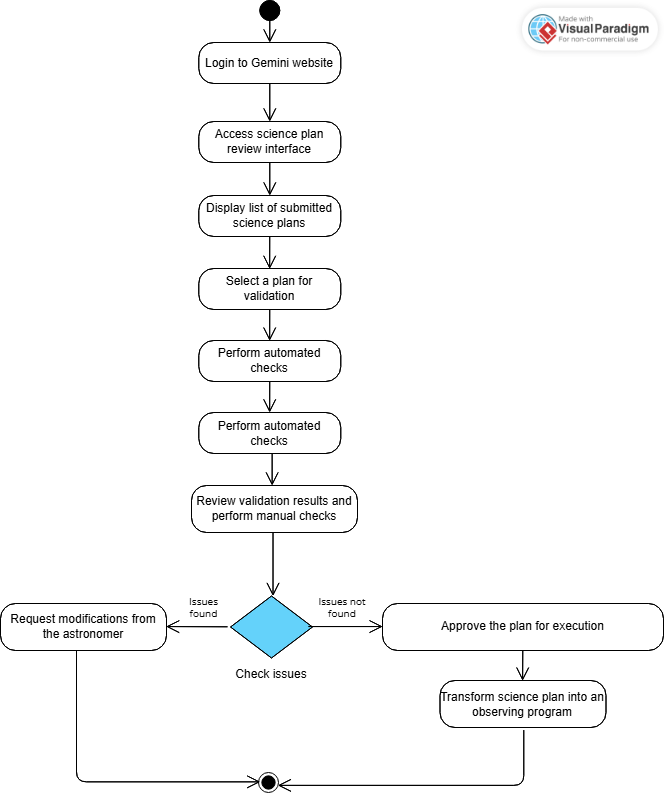 Made with
VisualParadigm
For non-commercial use
Login to Gemini website
Access science plan
review interface
Display list of submitted
science plans
Select a plan for
validation
Perform automated
checks
Perform automated
checks
Review validation results and
perform manual checks
Issues
found
Issues not
found
Request modifications from
the astronomer
Approve the plan for execution
Check issues
Transform science plan into an
observing program